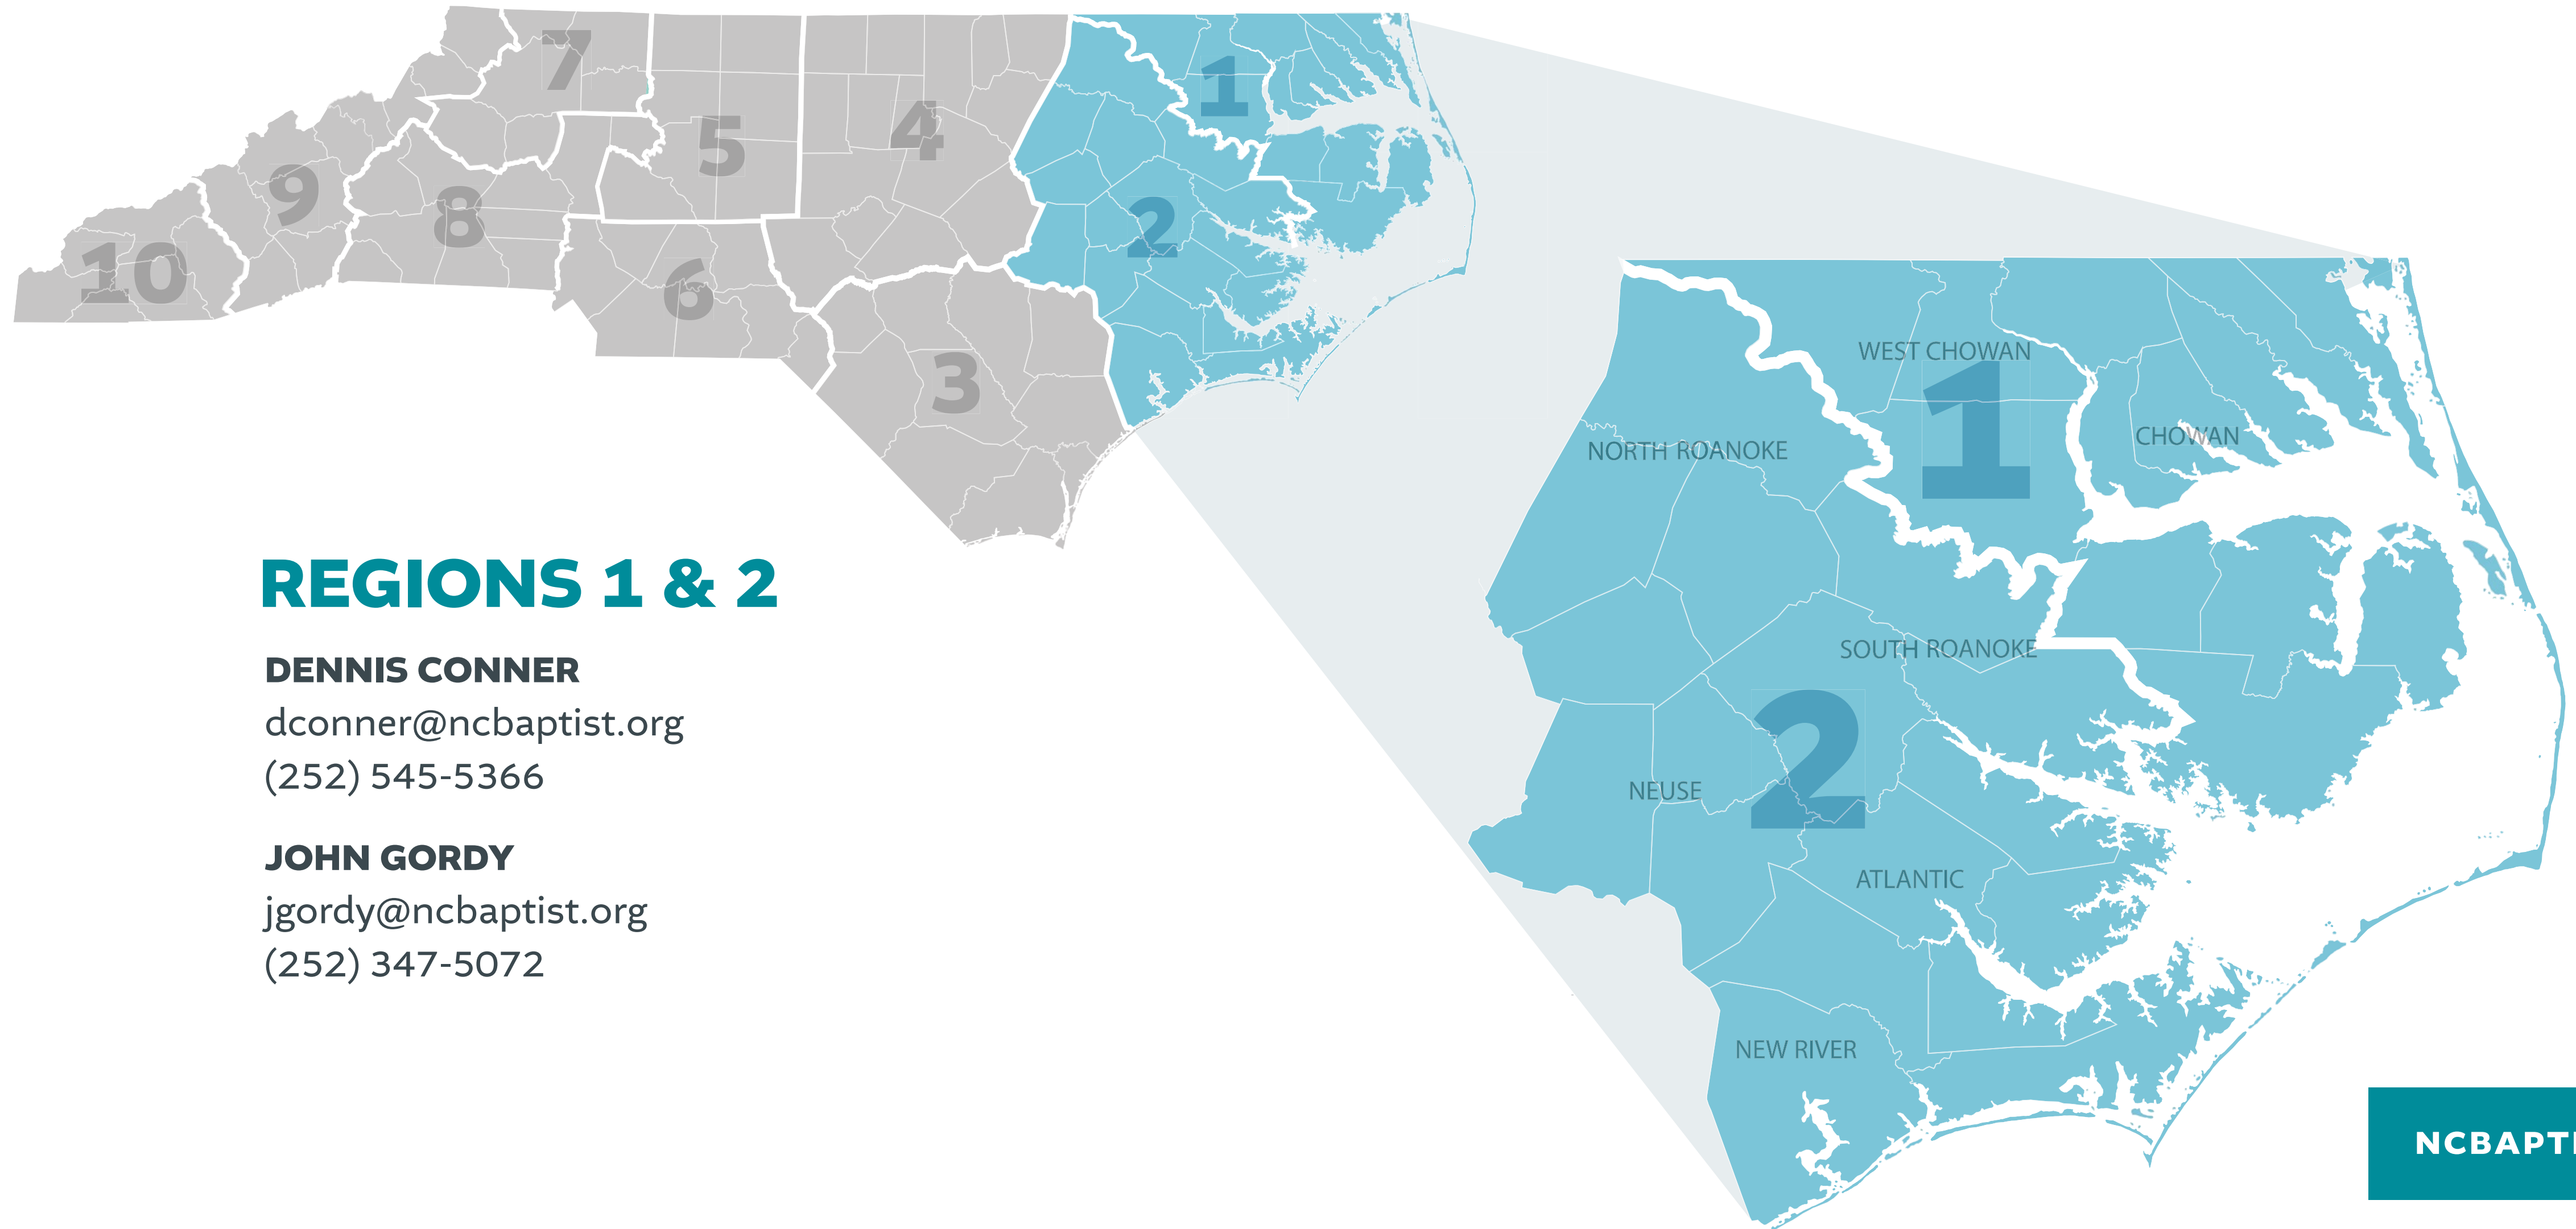 7
1
4
5
9
8
2
10
6
3
WEST CHOWAN
1
CHOWAN
NORTH ROANOKE
REGIONS 1 & 2
DENNIS CONNER
dconner@ncbaptist.org
(252) 545-5366
JOHN GORDY
jgordy@ncbaptist.org
(252) 347-5072
SOUTH ROANOKE
2
NEUSE
ATLANTIC
NEW RIVER